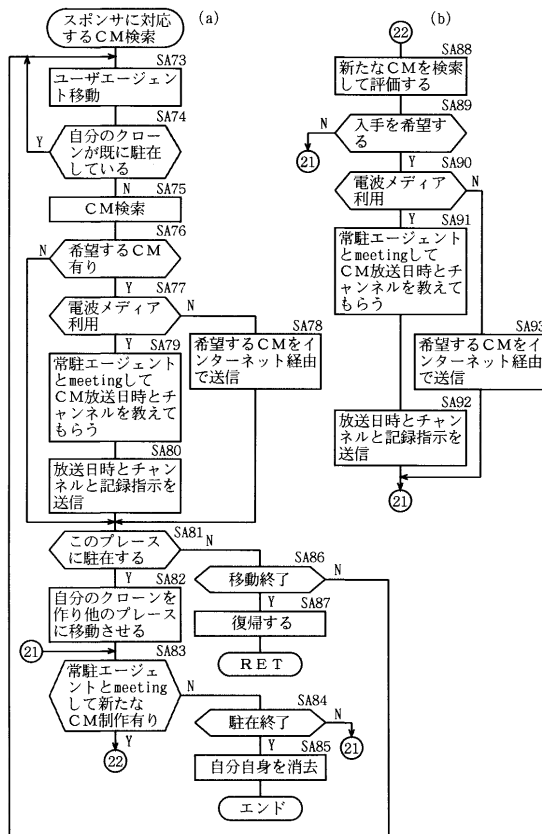 (a)
スポンサに対応
するCM検索
SA73
ユーザエージェ
ント移動
SA74
自分のクロー
ンが既に駐在
している
Y
N
SA75
CM検索
SA76
希望するCM
有り
N
Y
SA77
電波メディア
利用
N
Y
SA78
希望するCMをイ
ンターネット経由
で送信
SA79
常駐エージェント
とmeetingして
CM放送日時とチ
ャンネルを教えて
もらう
SA80
放送日時とチャン
ネルと記録指示を
送信
SA81
このプレース
に駐在する
N
Y
SA82
自分のクローンを
作り他のプレース
に移動させる
SA86
移動終了
N
Y
SA87
復帰する
RET
21
SA83
常駐エージェ
ントとmeeting
して新たな
CM制作有り
N
Y
22
SA84
駐在終了
N
21
Y
SA85
自分自身を消去
エンド
(b)
22
SA88
新たなCMを検索
して評価する
SA89
入手を希望す
る
N
21
Y
SA90
電波メディア
利用
N
Y
SA91
常駐エージェント
とmeetingして
CM放送日時とチ
ャンネルを教えて
もらう
SA93
希望するCMをイ
ンターネット経由
で送信
SA92
放送日時とチャン
ネルと記録指示を
送信
21